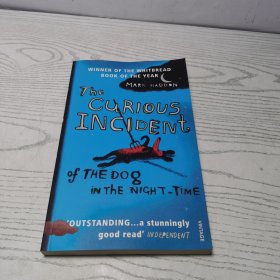 WINNER OF THE WHITBREAD
BOOK OF THE YEAR
MARK HADDON
The
CURIOUS
INCIDENT
of THE DOG
in THE NIGHT-TIME
'OUTSTANDING...a stunningly
good read' INDEPENDENT
VINTAGE